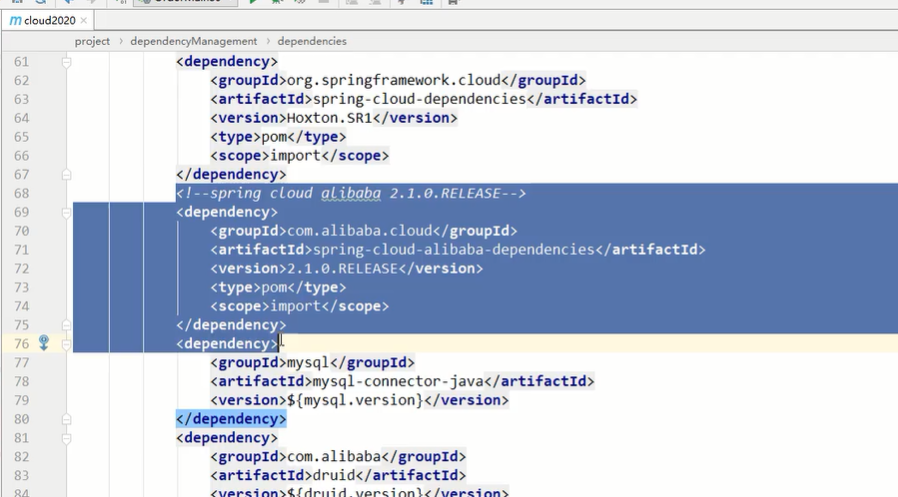 cloud2020
project > dependencyManagement > dependencies
61 <dependency>
62 <groupId>org.springframework.cloud</groupId>
63 <artifactId>spring-cloud-dependencies</artifactId>
64 <version>Hoxton.SR1</version>
65 <type>pom</type>
66 <scope>import</scope>
67 </dependency>
68 <!--spring cloud alibaba 2.1.0.RELEASE-->
69 <dependency>
70 <groupId>com.alibaba.cloud</groupId>
71 <artifactId>spring-cloud-alibaba-dependencies</artifactId>
72 <version>2.1.0.RELEASE</version>
73 <type>pom</type>
74 <scope>import</scope>
75 </dependency>
76 <dependency>
77 <groupId>mysql</groupId>
78 <artifactId>mysql-connector-java</artifactId>
79 <version>${mysql.version}</version>
80 </dependency>
81 <dependency>
82 <groupId>com.alibaba</groupId>
83 <artifactId>druid</artifactId>
84 <version>${druid.version}</version>